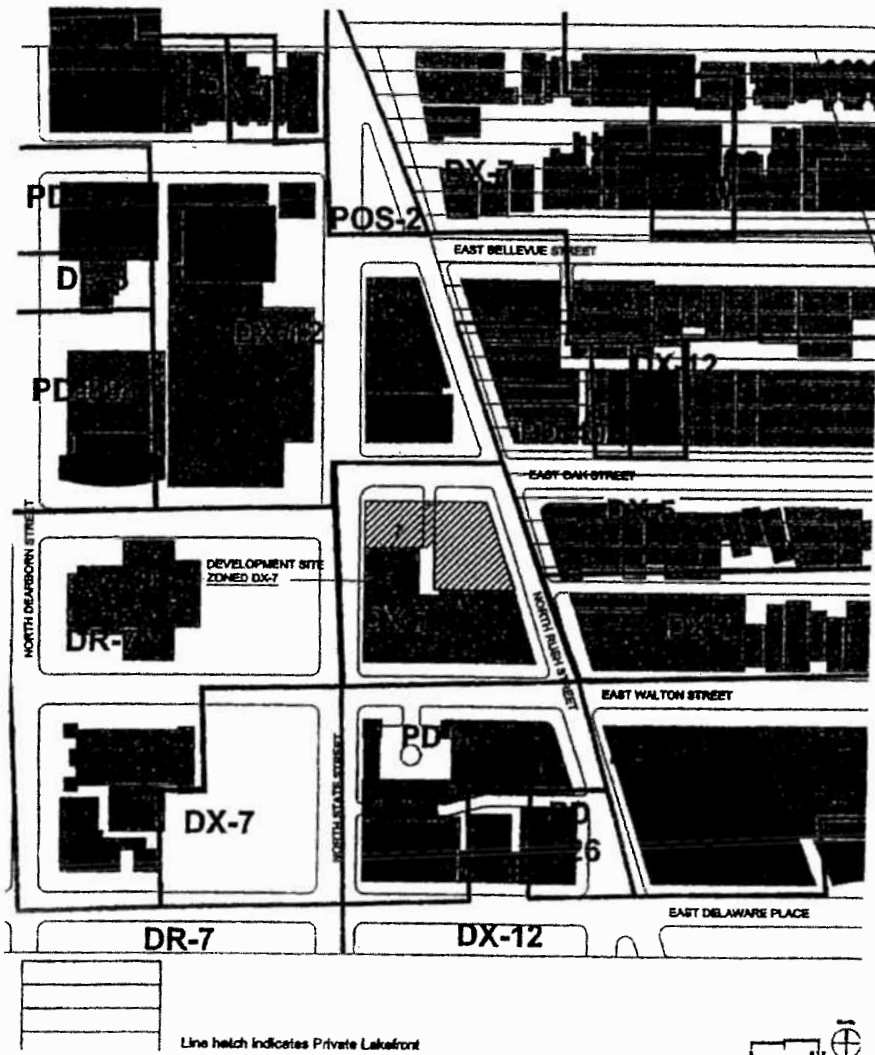 DX-7
PD
POS-2
EAST BELLEVUE STREET
D
DX-12
DX-12
PD
EAST OAK STREET
NORTH DEARBORN STREET
DEVELOPMENT SITE
ZONED DX-7
DX-5
DR-7
NORTH RUSH STREET
EAST WALTON STREET
PD
NORTH STATE STREET
DX-7
PD
26
EAST DELAWARE PLACE
DR-7
DX-12
Line hatch indicates Private Lakefront